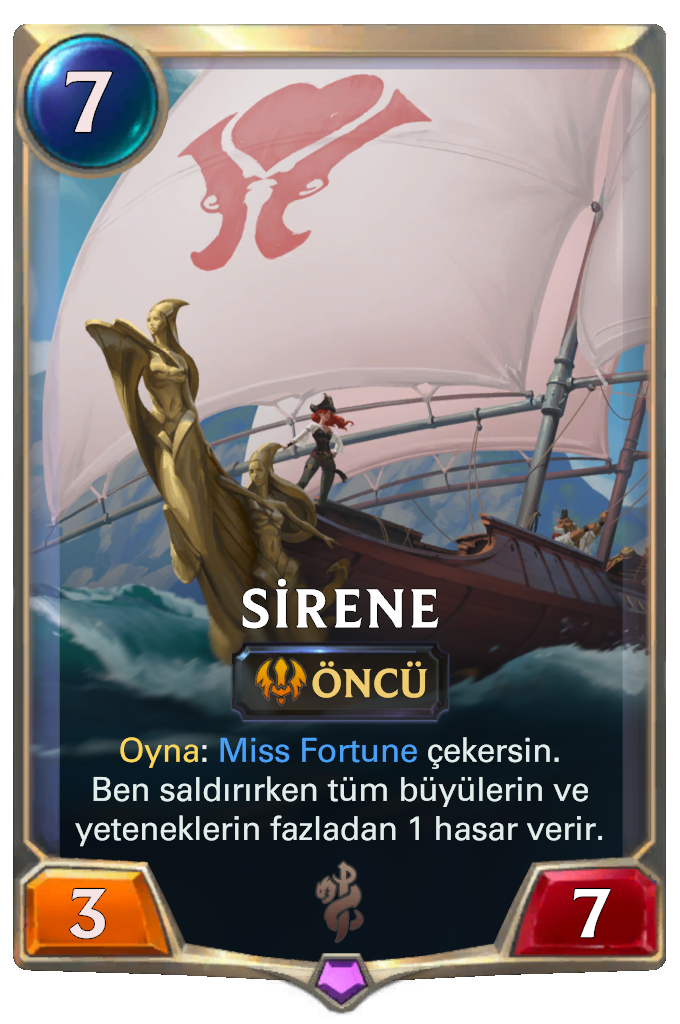 7
SİRENE
ÖNCÜ
Oyna: Miss Fortune çekersin.
Ben saldırırken tüm büyülerin ve
yeteneklerin fazladan 1 hasar verir.
3
7